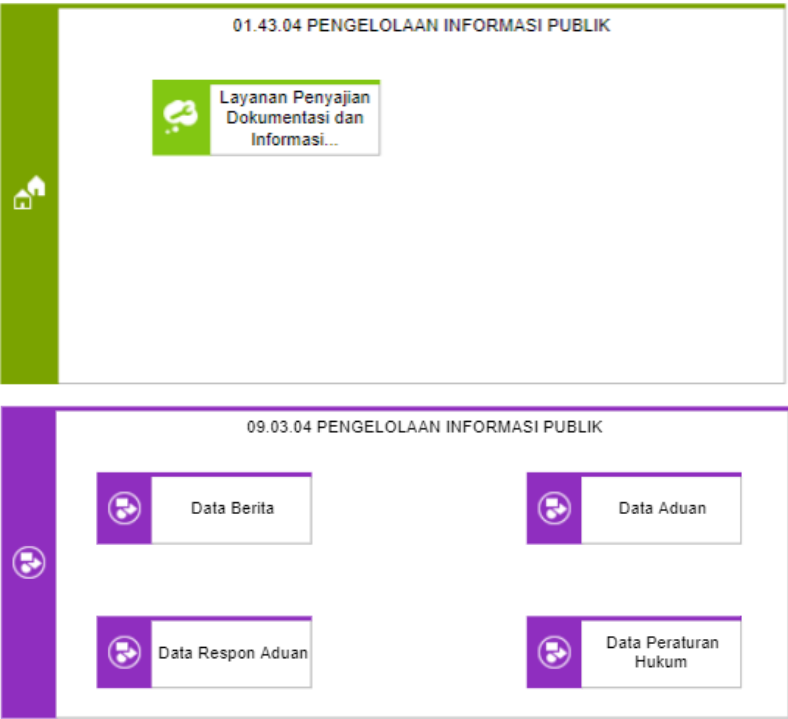 01.43.04 PENGELOLAAN INFORMASI PUBLIK
Layanan Penyajian
Dokumentasi dan
Informasi...
09.03.04 PENGELOLAAN INFORMASI PUBLIK
Data Berita
Data Aduan
Data Respon Aduan
Data Peraturan
Hukum